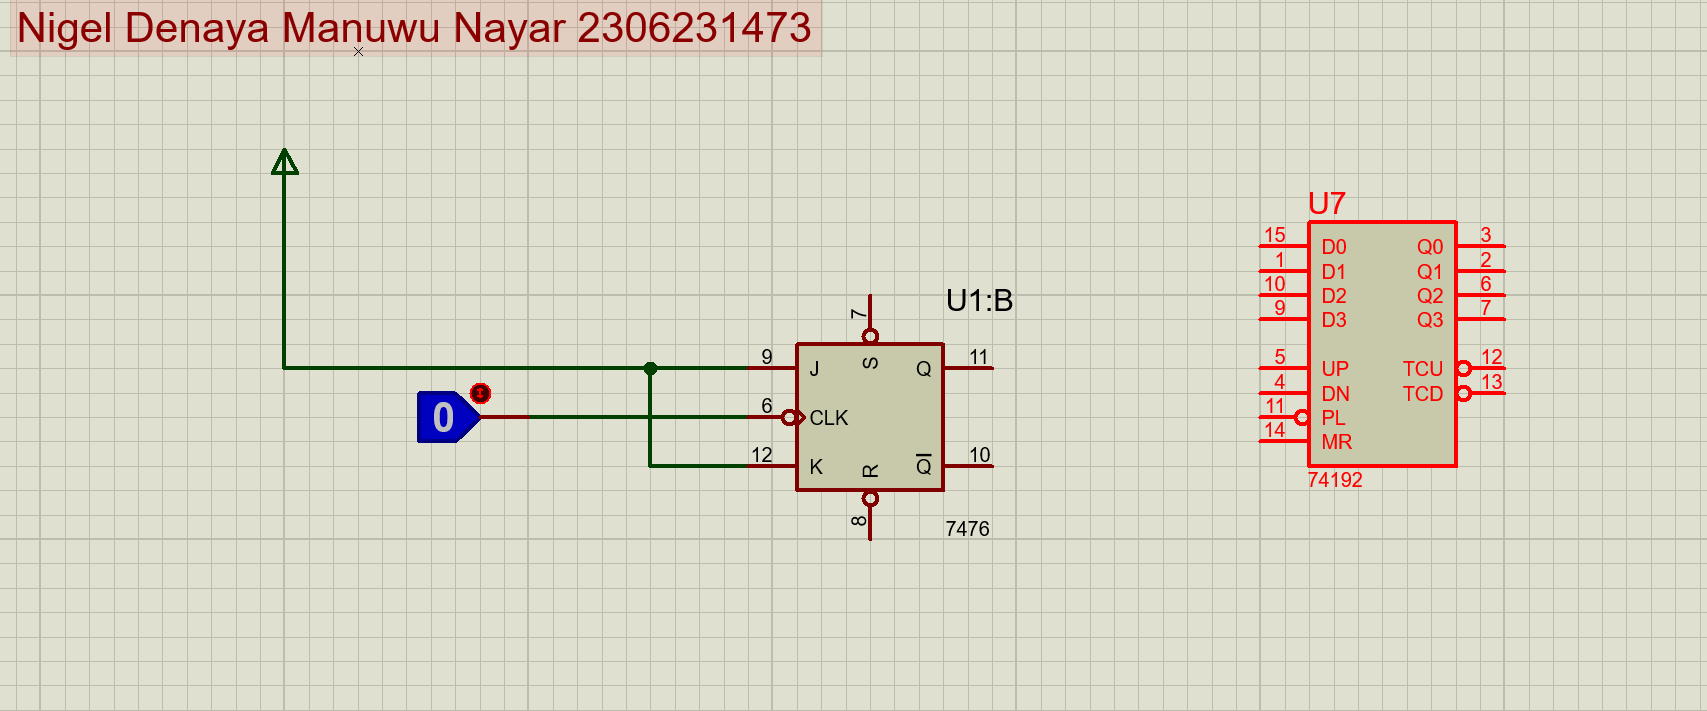 Nigel Denaya Manuwu Nayar 2306231473
U7
15 D0 Q0 3
1 D1 Q1 2
10 D2 Q2 6
9 D3 Q3 7
5 UP TCU 12
4 DN TCD 13
11 PL
14 MR
74192
U1:B
7
S
9 J Q 11
0
6 CLK
12 K Q 10
R
8
7476